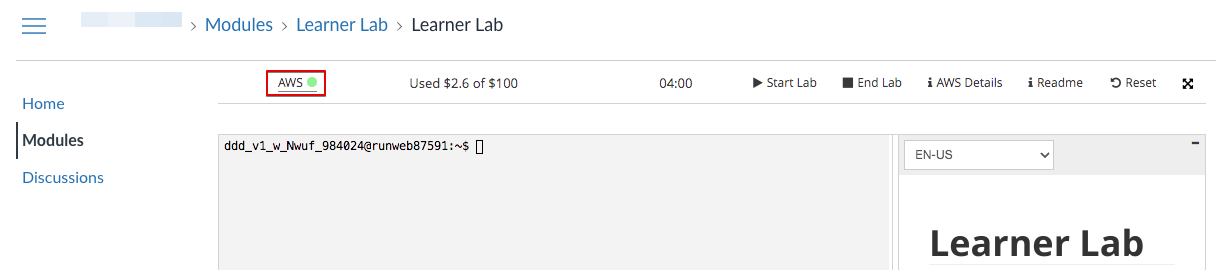 › Modules › Learner Lab › Learner Lab
AWS Used $2.6 of $100 04:00 Start Lab End Lab AWS Details Readme Reset
Home
Modules
Discussions
ddd_v1_w_Nwuf_984024@runweb87591:~$
EN-US
Learner Lab